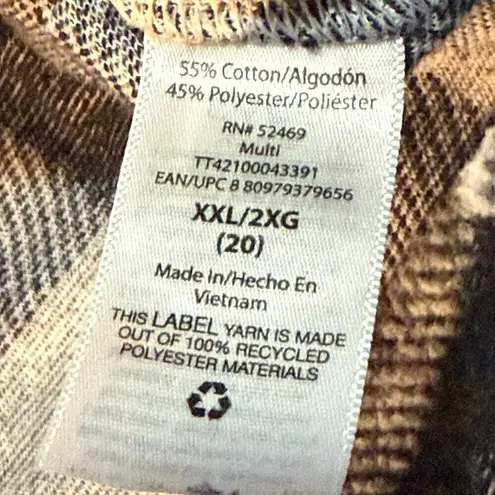 55% Cotton/Algodón
45% Polyester/Poliéster
RN# 52469
Multi
TT42100043391
EAN/UPC 8 80979379656
XXL/2XG
(20)
Made In/Hecho En
Vietnam
THIS LABEL YARN IS MADE
OUT OF 100% RECYCLED
POLYESTER MATERIALS